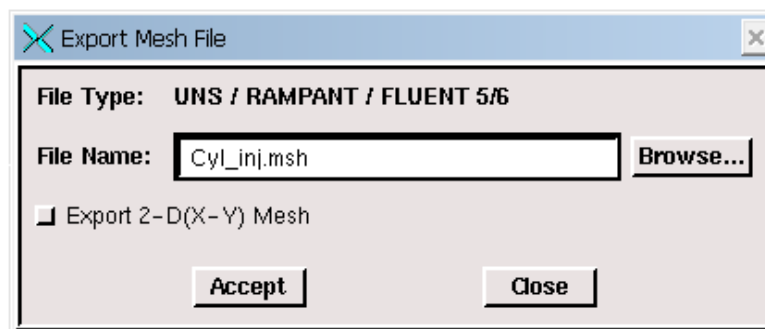 Export Mesh File
File Type: UNS / RAMPANT / FLUENT 5/6
File Name: Cyl_inj.msh Browse...
Export 2-D(X-Y) Mesh
Accept Close